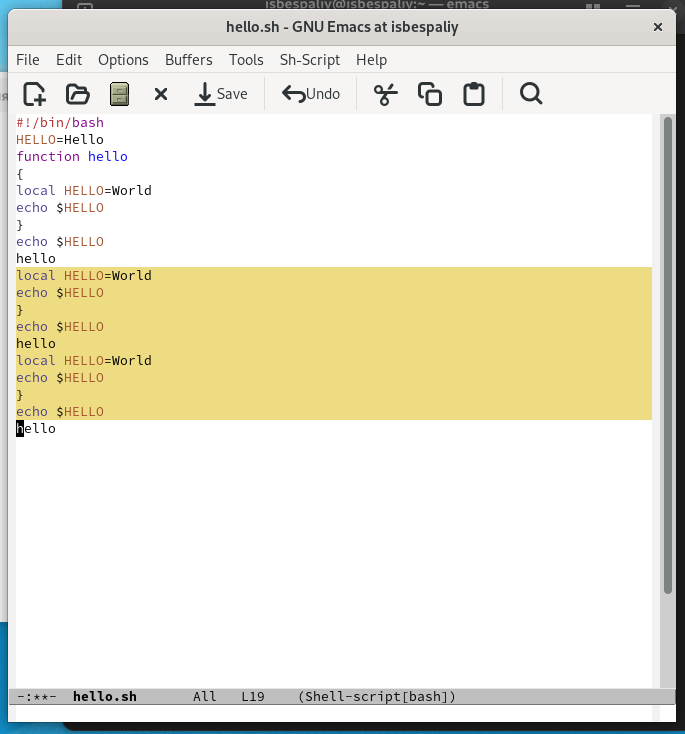 isbespaliy@isbespaliy:~ — emacs
hello.sh - GNU Emacs at isbespaliy
File Edit Options Buffers Tools Sh-Script Help
Save Undo
#!/bin/bash
HELLO=Hello
function hello
{
local HELLO=World
echo $HELLO
}
echo $HELLO
hello
local HELLO=World
echo $HELLO
}
echo $HELLO
hello
local HELLO=World
echo $HELLO
}
echo $HELLO
hello
-:**- hello.sh All L19 (Shell-script[bash])